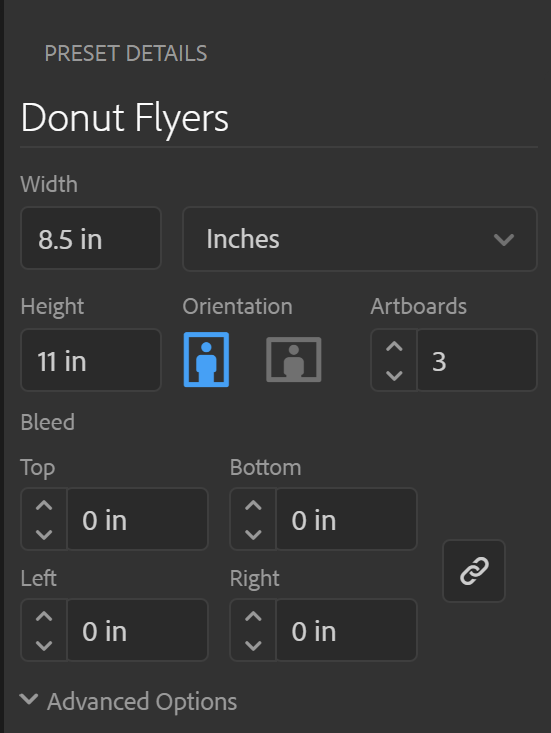 PRESET DETAILS
Donut Flyers
Width
8.5 in Inches
Height Orientation Artboards
11 in 3
Bleed
Top Bottom
0 in 0 in
Left Right
0 in 0 in
Advanced Options